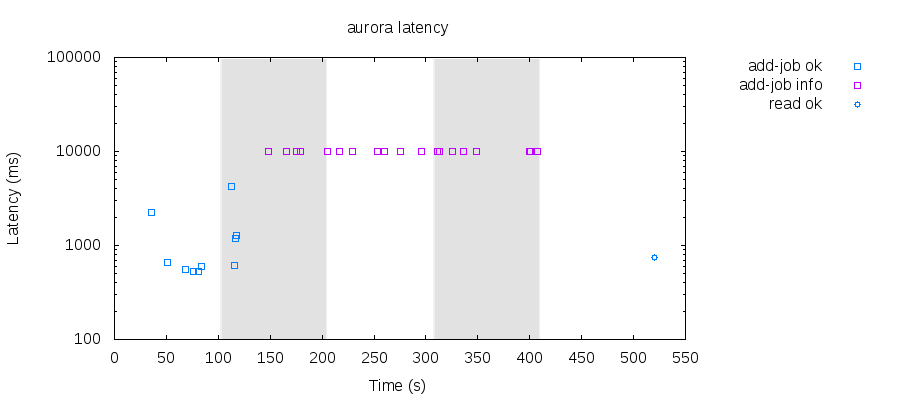 aurora latency
100000
10000
1000
100
Latency (ms)
0 50 100 150 200 250 300 350 400 450 500 550
Time (s)
add-job ok
add-job info
read ok